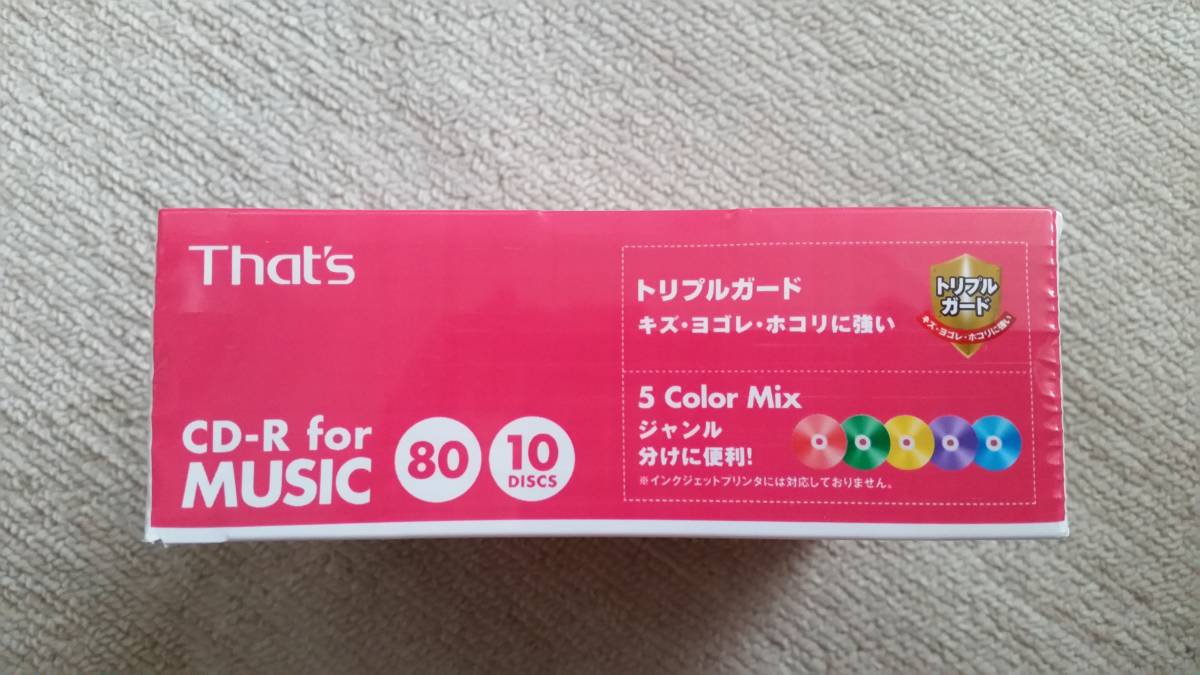 That's
CD-R for
MUSIC
80
10
DISCS
トリプルガード
キズ・ヨゴレ・ホコリに強い
トリプル
ガード
キズ・ヨゴレ・ホコリに強い
5 Color Mix
ジャンル
分けに便利!
※インクジェットプリンタには対応しておりません。